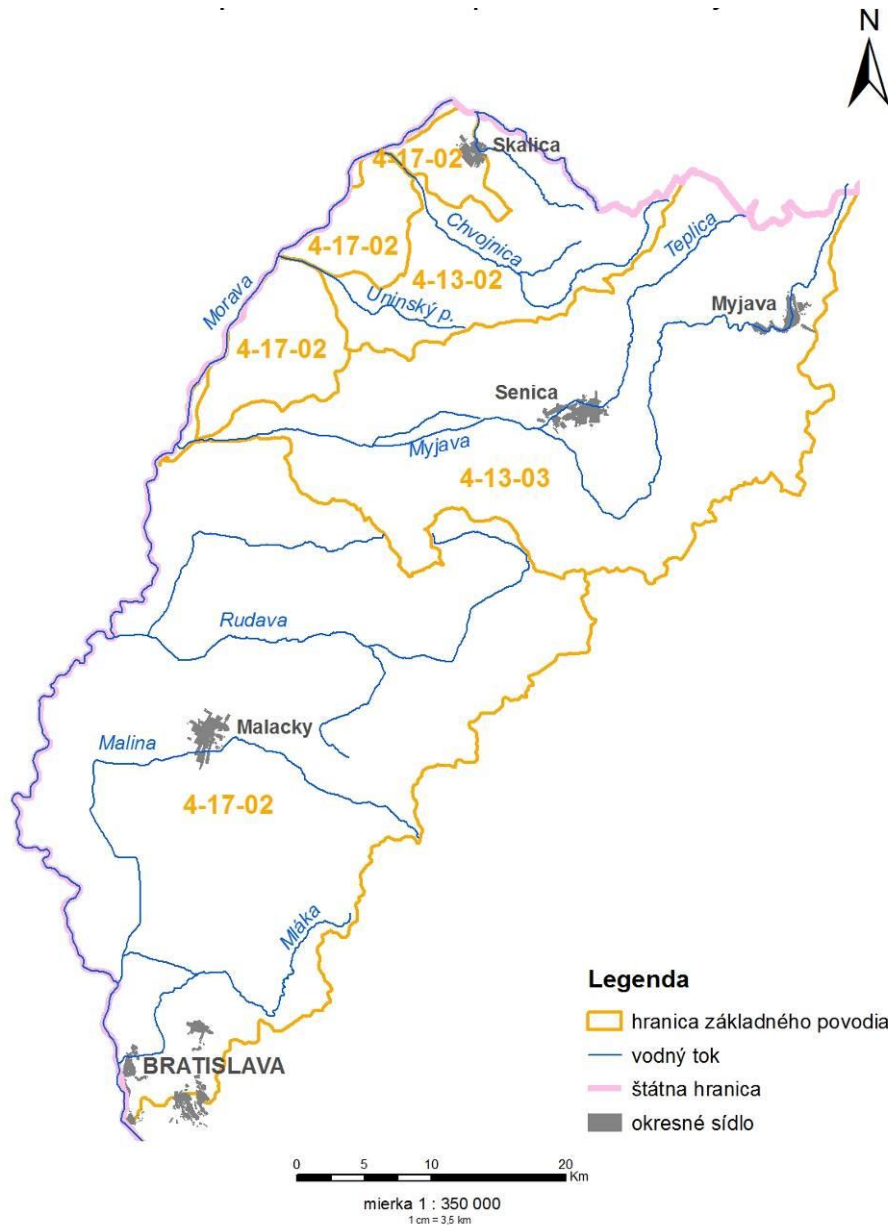 N
Skalica
4-17-02
Chvojnica
4-17-02
4-13-02
Teplica
Morava
Uninský p.
Myjava
4-17-02
Senica
Myjava
4-13-03
Rudava
Malacky
Malina
4-17-02
Mláka
BRATISLAVA
Legenda
hranica základného povodia
vodný tok
štátna hranica
okresné sídlo
0 5 10 20
Km
mierka 1 : 350 000
1 cm = 3,5 km